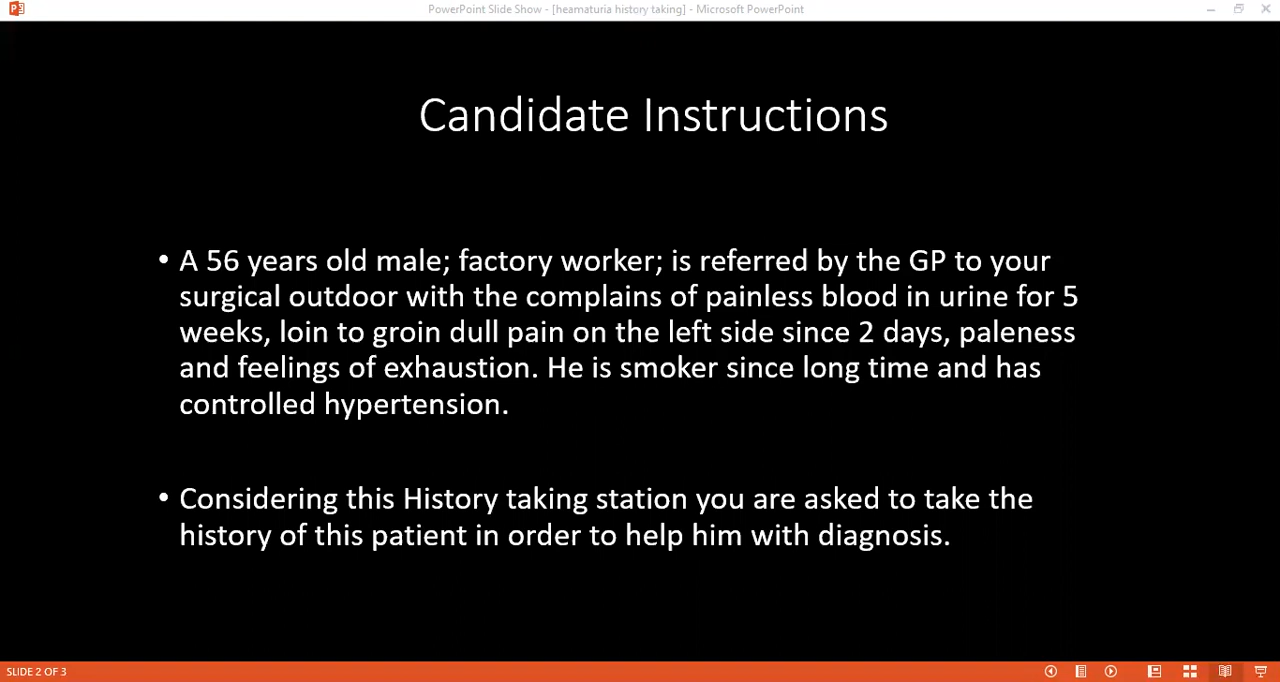 PowerPoint Slide Show - [heamaturia history taking] - Microsoft PowerPoint
Candidate Instructions
• A 56 years old male; factory worker; is referred by the GP to your
surgical outdoor with the complains of painless blood in urine for 5
weeks, loin to groin dull pain on the left side since 2 days, paleness
and feelings of exhaustion. He is smoker since long time and has
controlled hypertension.
• Considering this History taking station you are asked to take the
history of this patient in order to help him with diagnosis.
SLIDE 2 OF 3